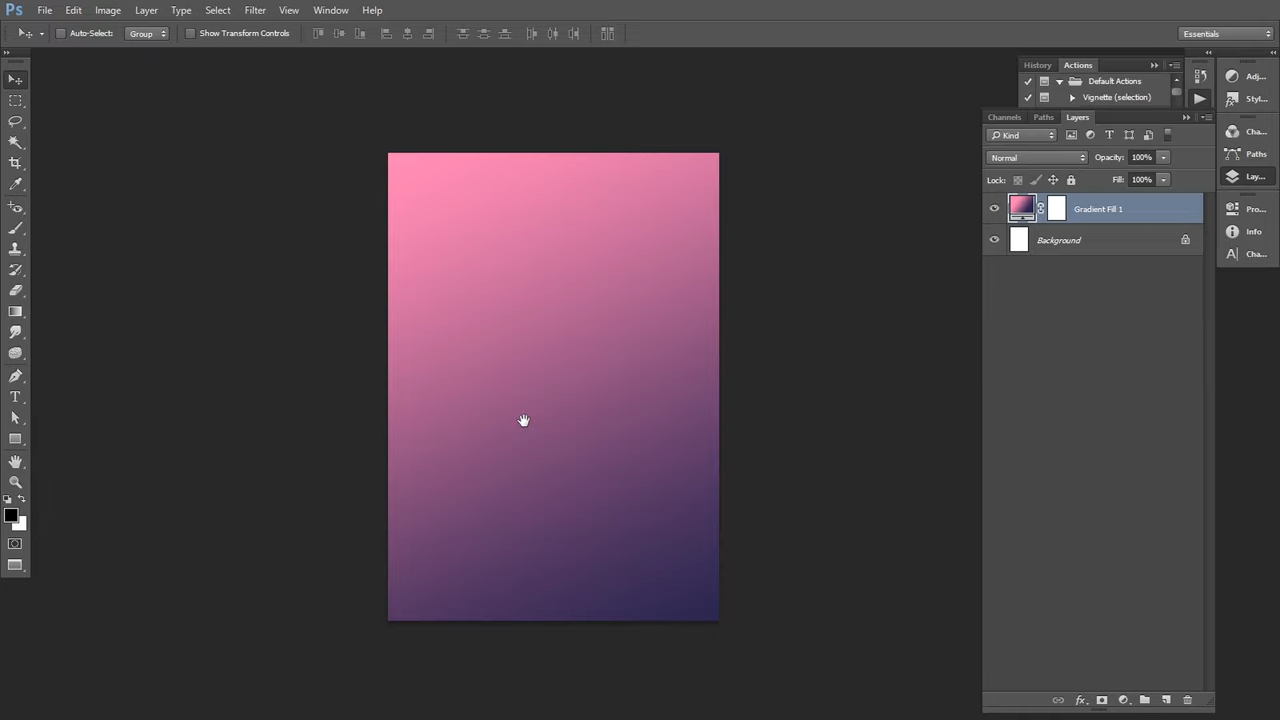 Ps File Edit Image Layer Type Select Filter View Window Help
Auto-Select: Group Show Transform Controls Essentials
History Actions
Default Actions
Vignette (selection)
Channels Paths Layers
Kind
Normal Opacity: 100%
Lock: Fill: 100%
Gradient Fill 1
Background
Adj...
Styl...
Cha...
Paths
Lay...
Pro...
Info
Cha...
T
fx